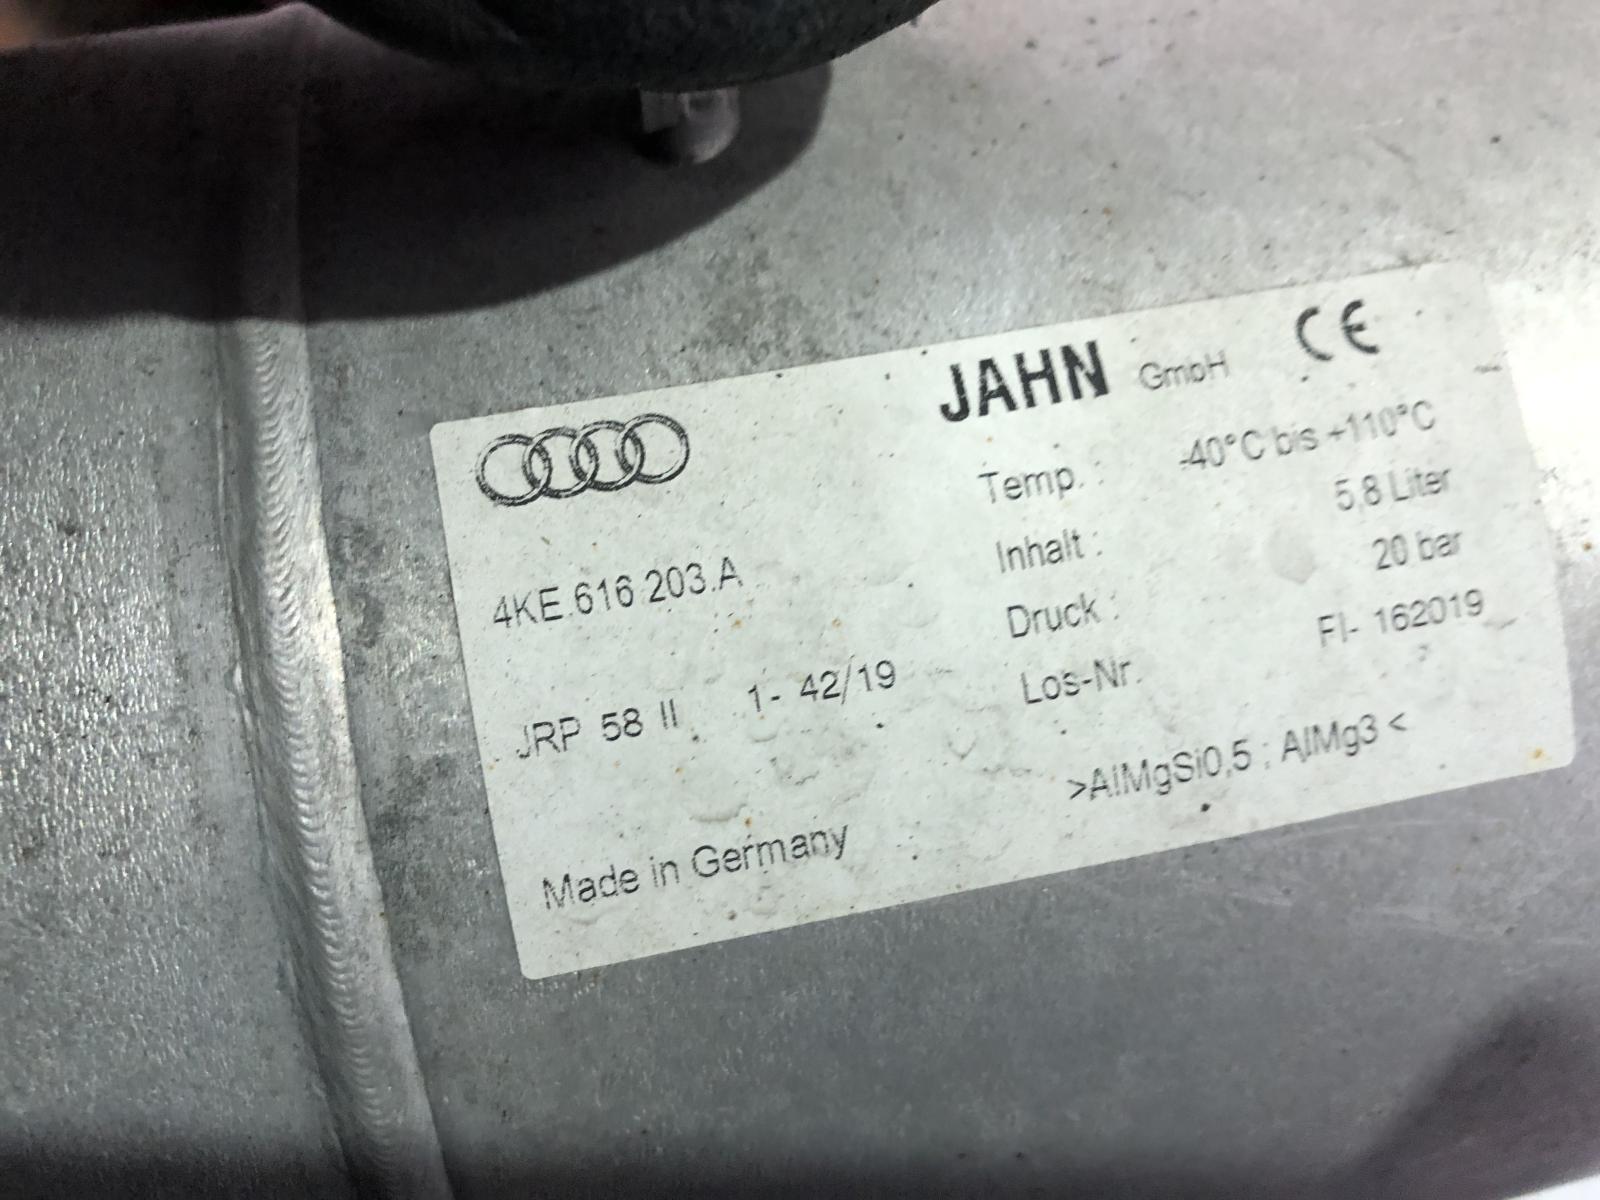 JAHN GmbH CE
Temp. : -40°C bis +110°C
Inhalt : 5,8 Liter
Druck : 20 bar
Los-Nr. FI- 162019
>AlMgSi0,5 ; AlMg3 <
4KE.616 203.A
JRP 58 II 1- 42/19
Made in Germany